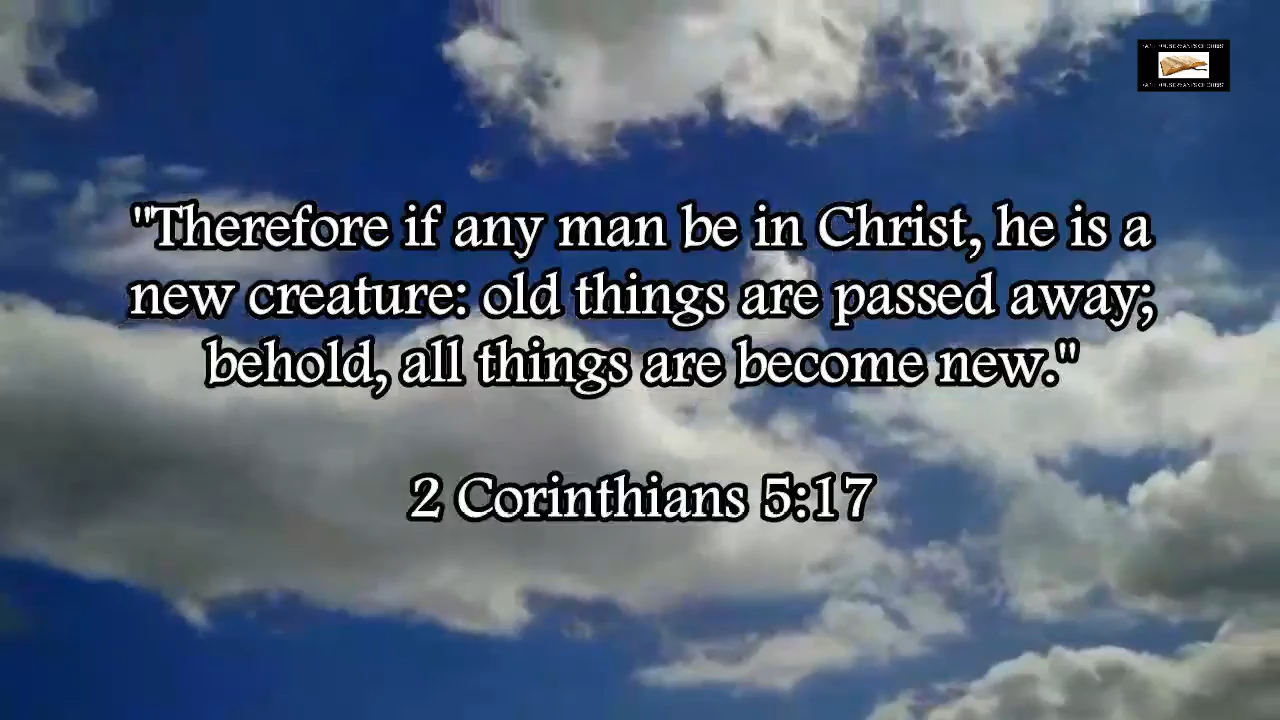 "Therefore if any man be in Christ, he is a
new creature: old things are passed away;
behold, all things are become new."
2 Corinthians 5:17